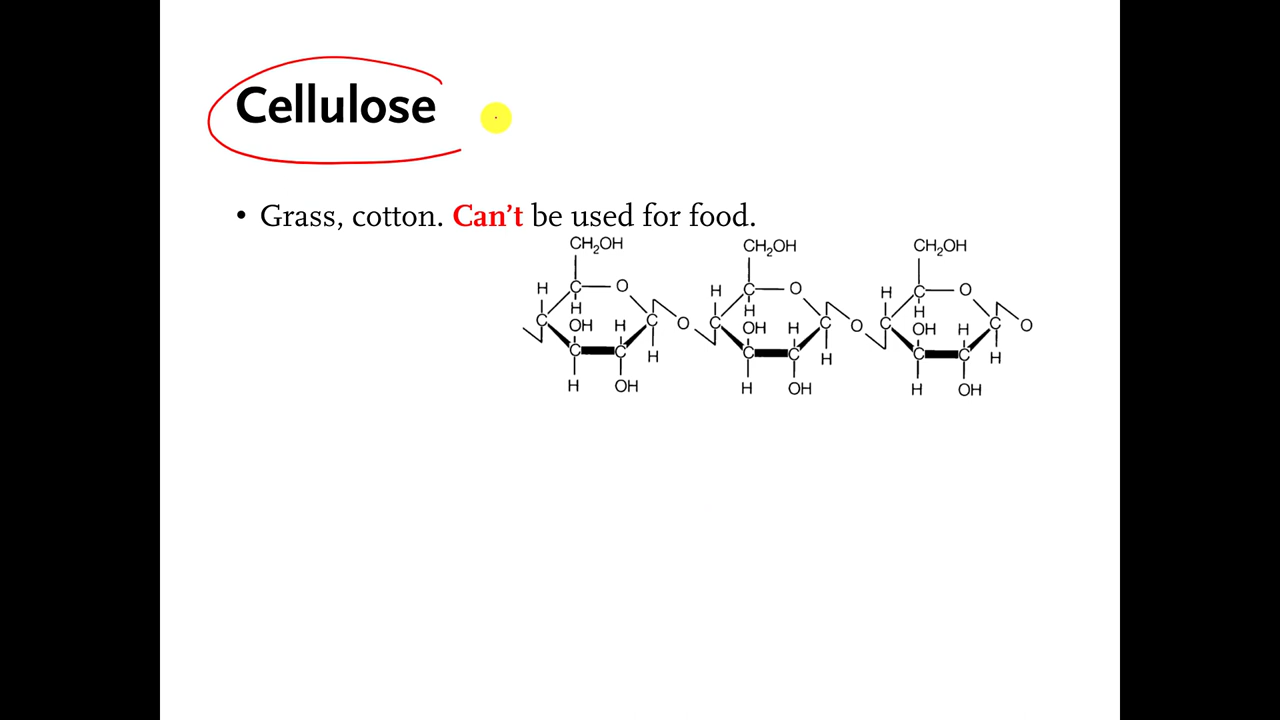 Cellulose
• Grass, cotton. Can't be used for food.
CH₂OH CH₂OH CH₂OH
H C O H C O H C O
H H H
C OH H C O C OH H C O C OH H C O
C C H C C H C C H
H OH H OH H OH